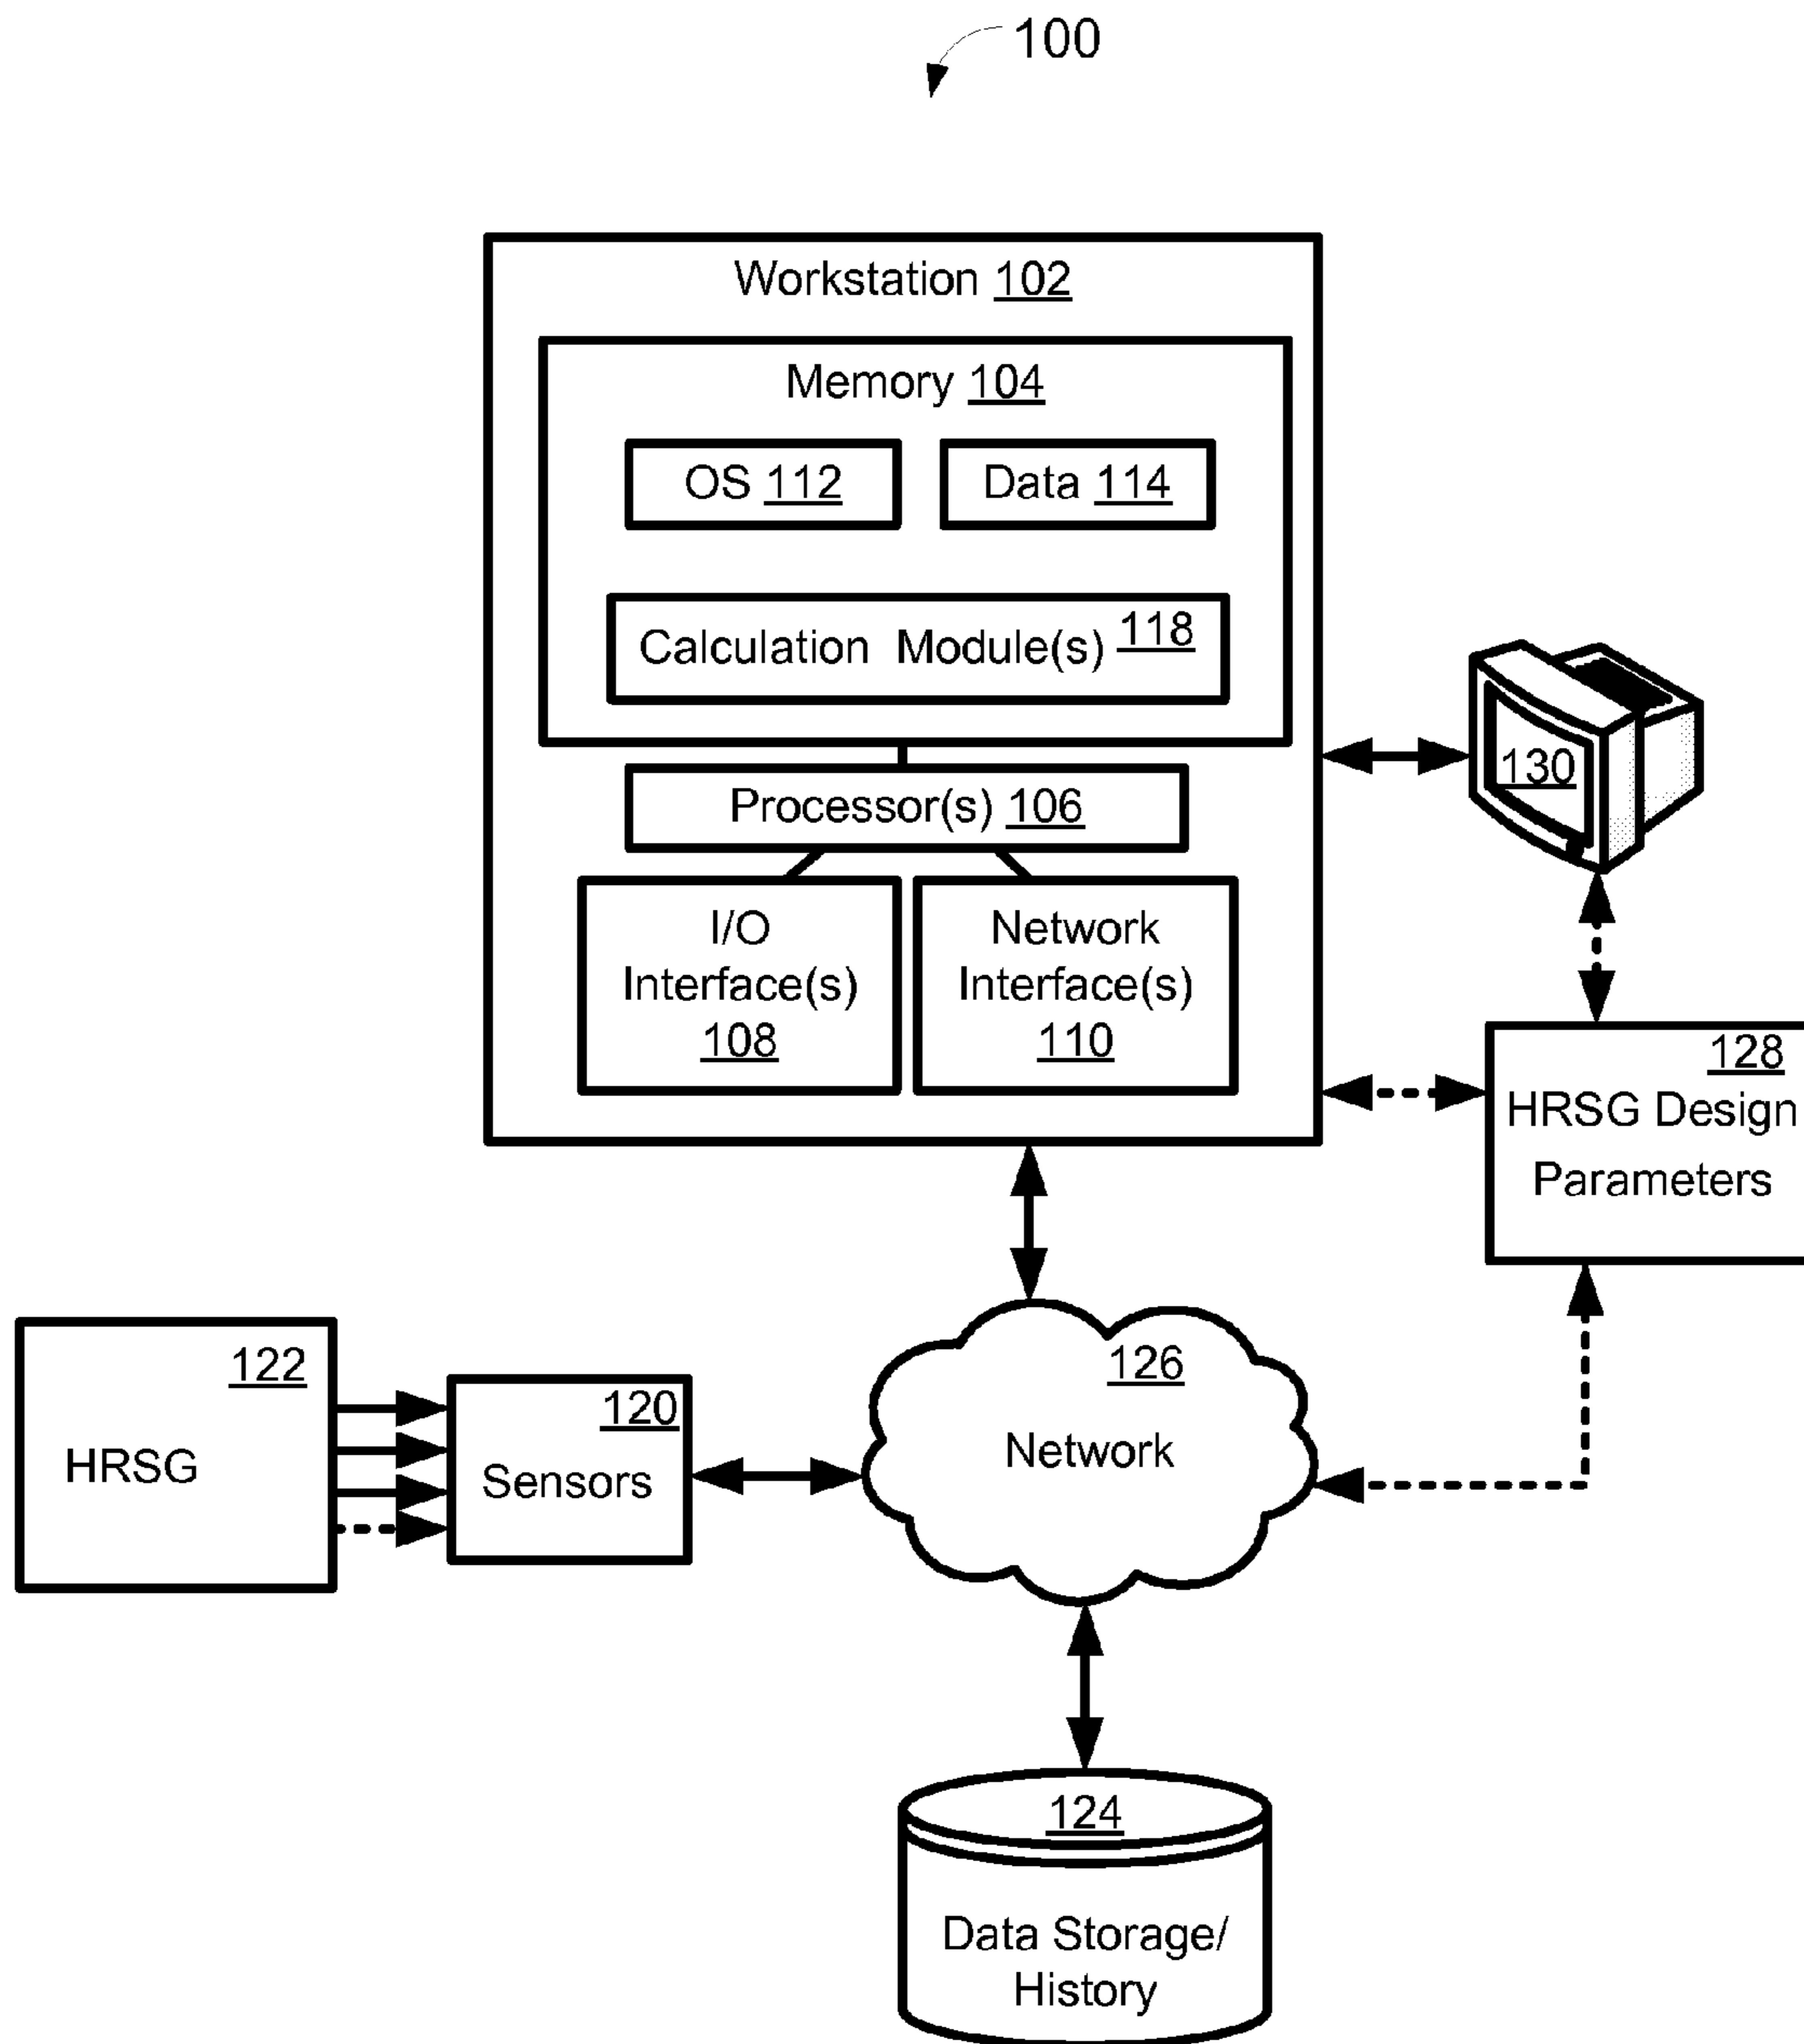 100
Workstation 102
Memory 104
OS 112
Data 114
Calculation Module(s) 118
130
Processor(s) 106
I/O
Interface(s)
108
Network
Interface(s)
110
128
HRSG Design
Parameters
122
HRSG
120
Sensors
126
Network
124
Data Storage/
History